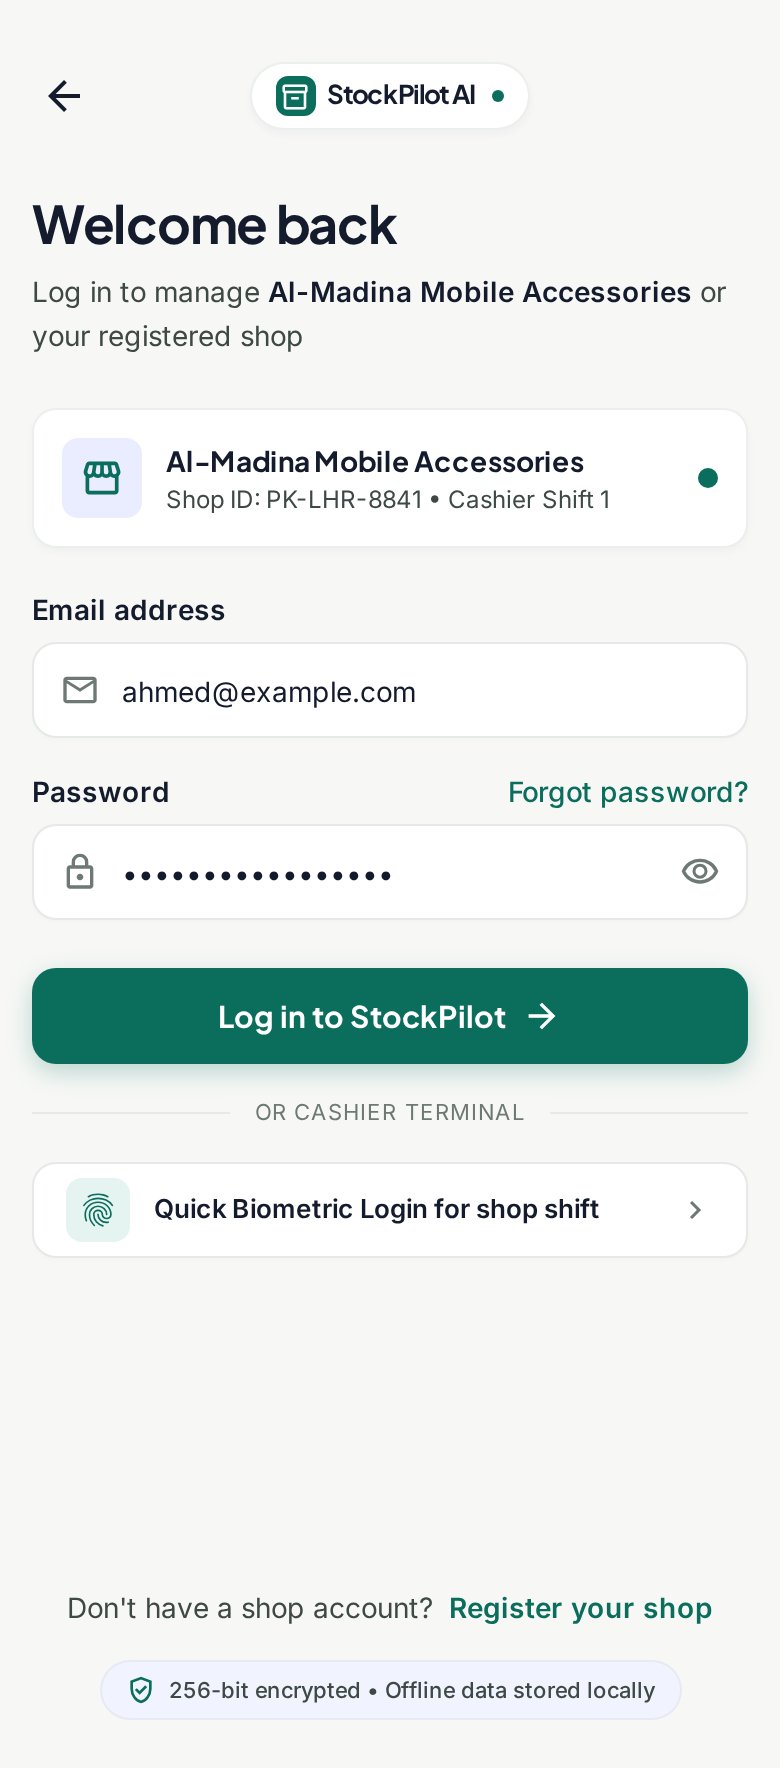 StockPilot AI
Welcome back
Log in to manage Al-Madina Mobile Accessories or
your registered shop
Al-Madina Mobile Accessories
Shop ID: PK-LHR-8841 • Cashier Shift 1
Email address
ahmed@example.com
Password
Forgot password?
•••••••••••••••••
Log in to StockPilot →
OR CASHIER TERMINAL
Quick Biometric Login for shop shift
Don't have a shop account? Register your shop
256-bit encrypted • Offline data stored locally